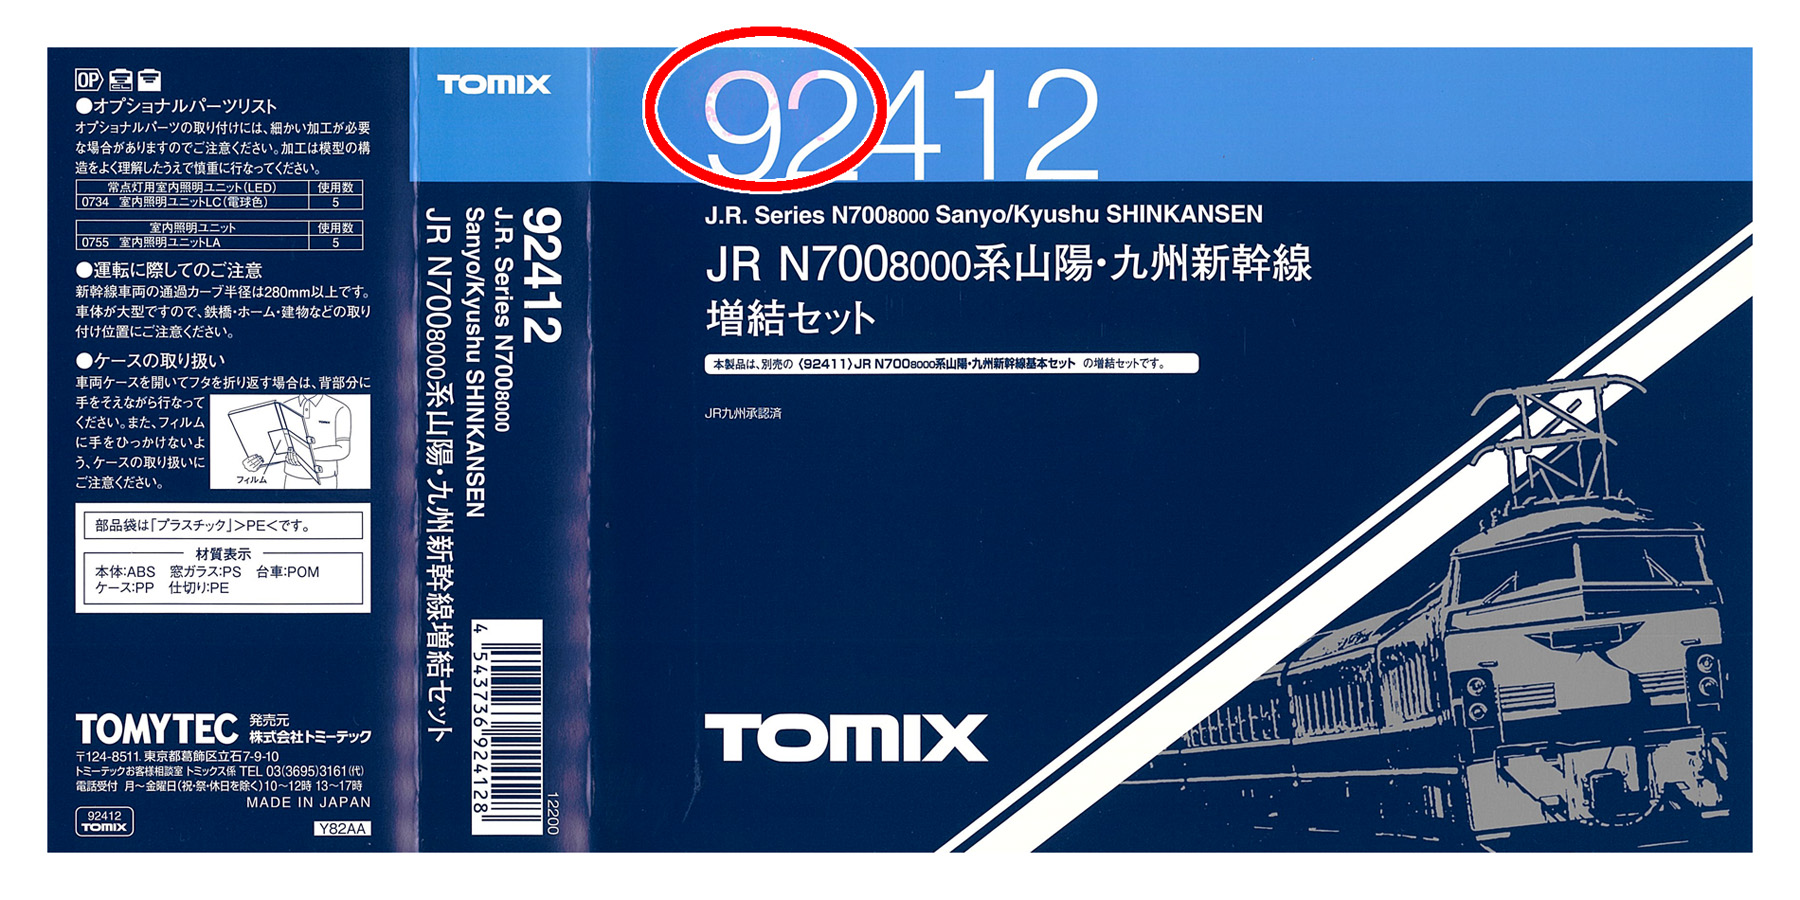 OP
●オプショナルパーツリスト
オプショナルパーツの取り付けには、細かい加工が必要
な場合がありますのでご注意ください。加工は模型の構
造をよく理解したうえで慎重に行なってください。
常点灯用室内照明ユニット(LED) 使用数
0734 室内照明ユニットLC(電球色) 5
室内照明ユニット 使用数
0755 室内照明ユニットLA 5
●運転に際してのご注意
新幹線車両の通過カーブ半径は280mm以上です。
車体が大型ですので、鉄橋・ホーム・建物などの取り
付け位置にご注意ください。
●ケースの取り扱い
車両ケースを開いてフタを折り返す場合は、背部分に
手をそえながら行なって
ください。また、フィルム
に手をひっかけないよ
う、ケースの取り扱いに
ご注意ください。
フィルム
部品袋は「プラスチック」>PE<です。
材質表示
本体:ABS 窓ガラス:PS 台車:POM
ケース:PP 仕切り:PE
TOMYTEC 発売元
株式会社トミーテック
〒124-8511 東京都葛飾区立石7-9-10
トミーテックお客様相談室 トミックス係 TEL 03(3695)3161(代)
電話受付 月〜金曜日(祝・祭・休日を除く)10〜12時 13〜17時
MADE IN JAPAN
92412
TOMIX
Y82AA
TOMIX
92412
J.R. Series N7008000
Sanyo/Kyushu SHINKANSEN
JR N7008000系山陽・九州新幹線増結セット
4 543736 924128
12200
92412
J.R. Series N7008000 Sanyo/Kyushu SHINKANSEN
JR N7008000系山陽・九州新幹線
増結セット
本製品は、別売の〈92411〉JR N7008000系山陽・九州新幹線基本セット の増結セットです。
JR九州承認済
TOMIX